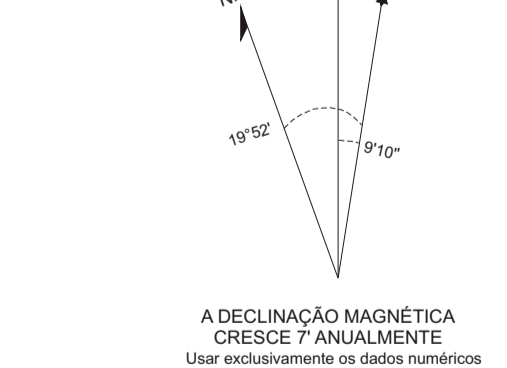 19°52'
9'10"
A DECLINAÇÃO MAGNÉTICA
CRESCE 7' ANUALMENTE
Usar exclusivamente os dados numéricos